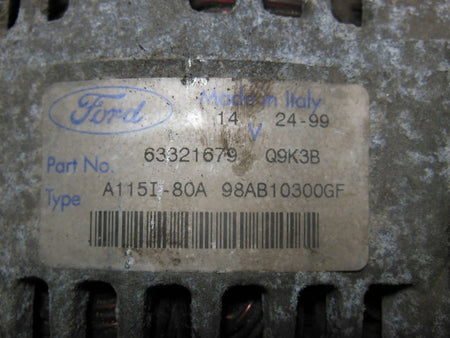 Ford Made in Italy
14 V 24-99
Part No. 63321679 Q9K3B
Type A115I-80A 98AB10300GF